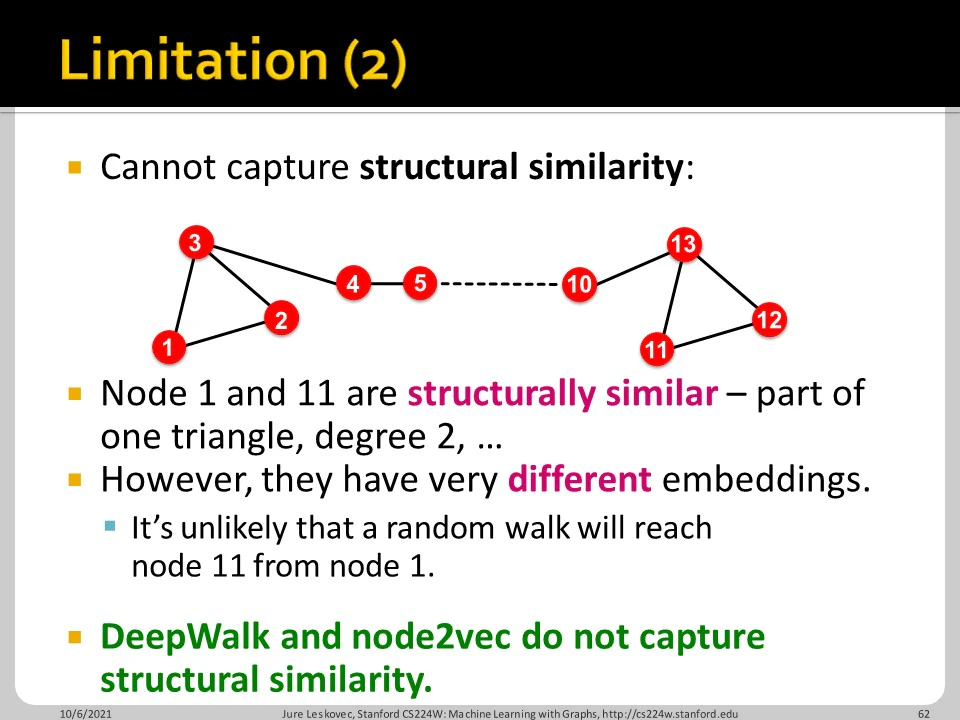 Limitation (2)
Cannot capture structural similarity:
3
13
4
5
10
2
12
1
11
Node 1 and 11 are structurally similar – part of
one triangle, degree 2, …
However, they have very different embeddings.
It’s unlikely that a random walk will reach
node 11 from node 1.
DeepWalk and node2vec do not capture
structural similarity.
10/6/2021
Jure Leskovec, Stanford CS224W: Machine Learning with Graphs, http://cs224w.stanford.edu
62